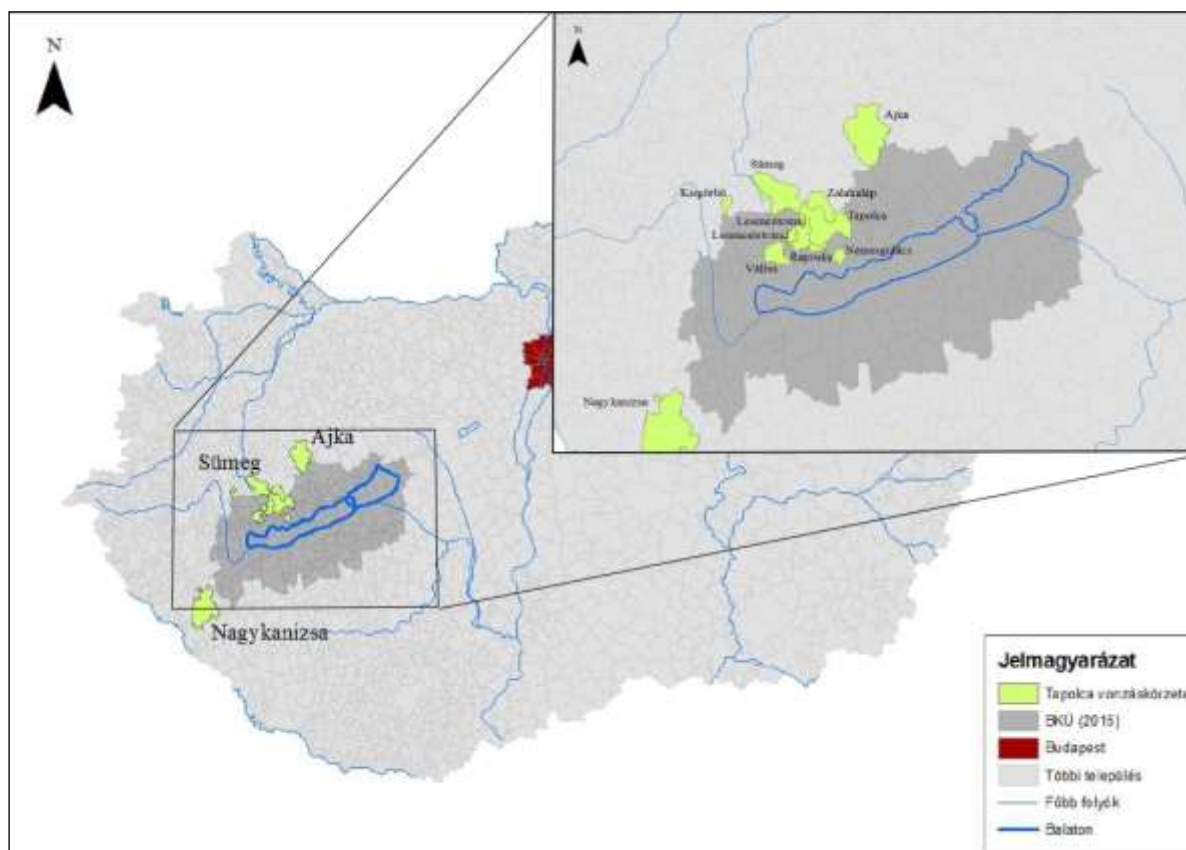 N
Ajka
Sümeg
Nagykanizsa
N
Ajka
Sümeg
Zalahaláp
Tapolca
Vállus
Raposka
Nemesgulács
Nagykanizsa
Jelmagyarázat
Tapolca vonzáskörzete
BKÜ (2015)
Budapest
Többi település
Főbb folyók
Balaton